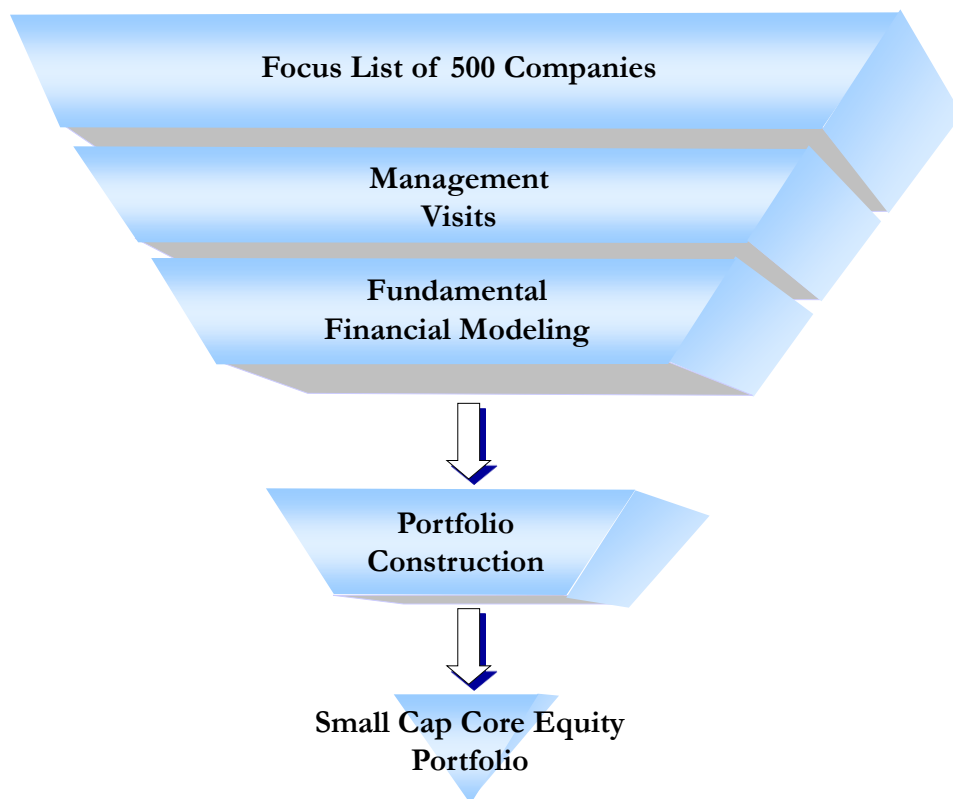 Focus List of 500 Companies
Management
Visits
Fundamental
Financial Modeling
Portfolio
Construction
Small Cap Core Equity
Portfolio